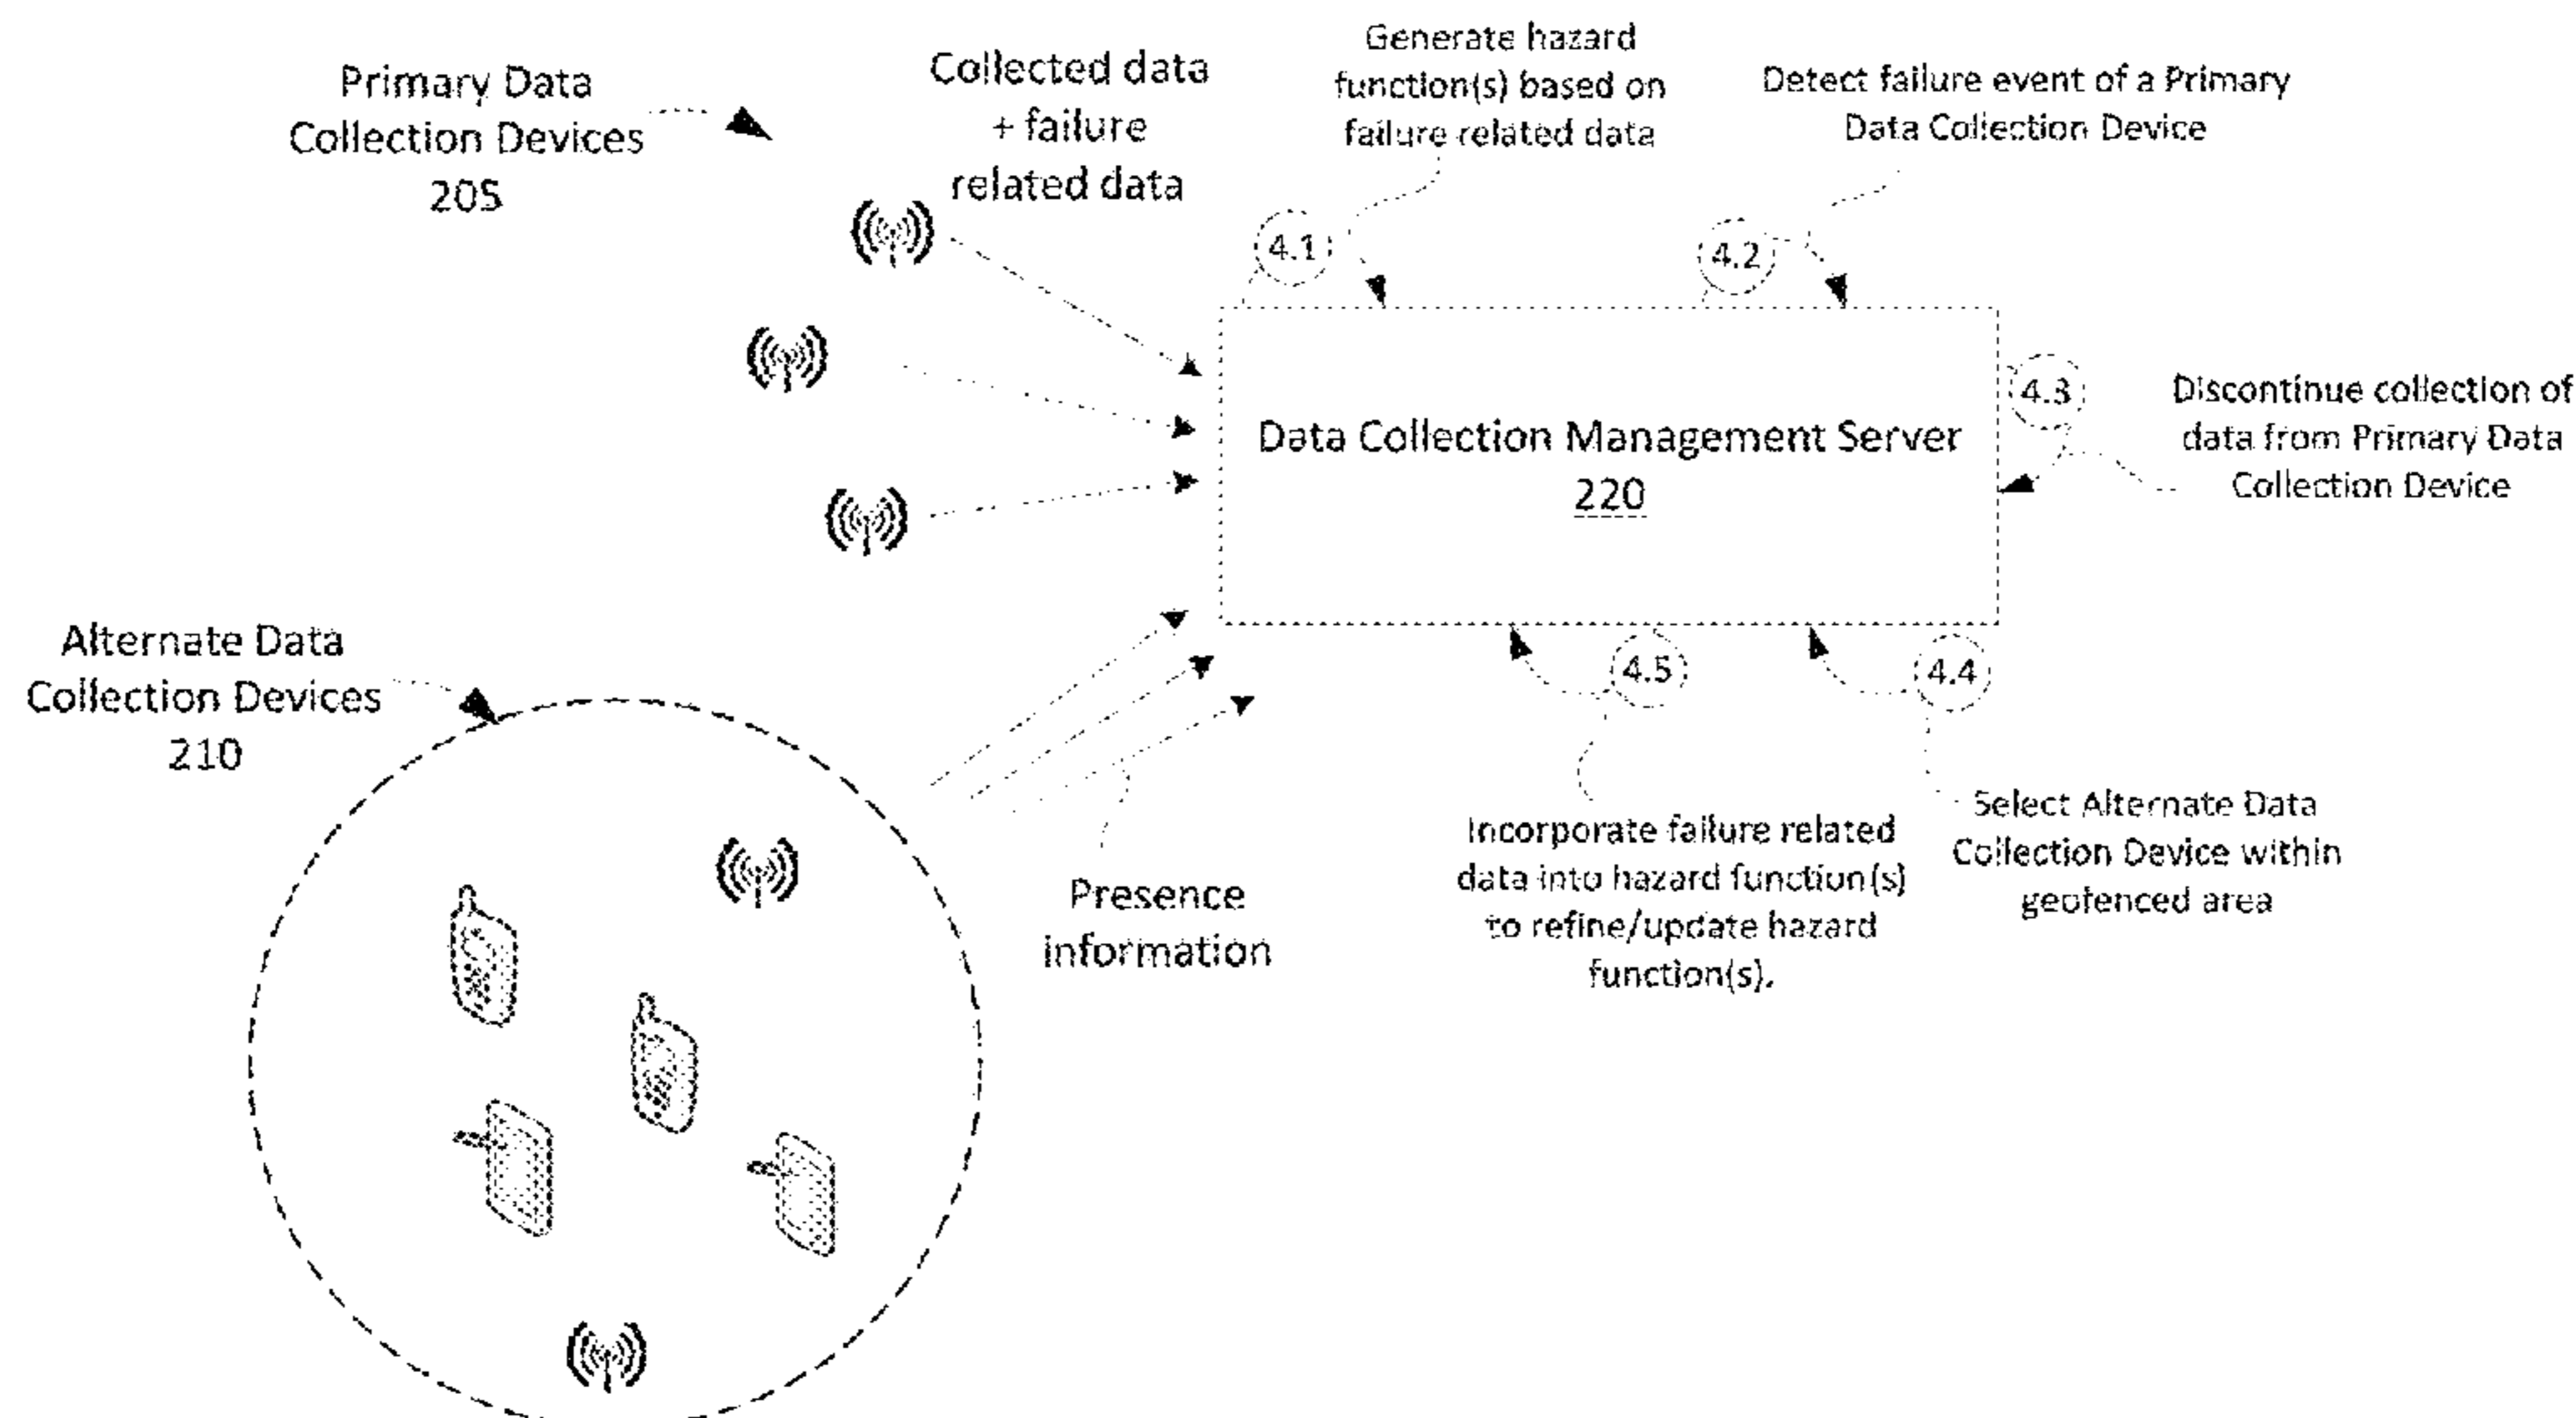 Primary Data
Collection Devices
205
Collected data
+ failure
related data
Generate hazard
function(s) based on
failure related data
Detect failure event of a Primary
Data Collection Device
4.1
4.2
4.3
Discontinue collection of
data from Primary Data
Collection Device
Data Collection Management Server
220
Alternate Data
Collection Devices
210
4.5
4.4
Presence
information
Incorporate failure related
data into hazard function(s)
to refine/update hazard
function(s).
Select Alternate Data
Collection Device within
geofenced area